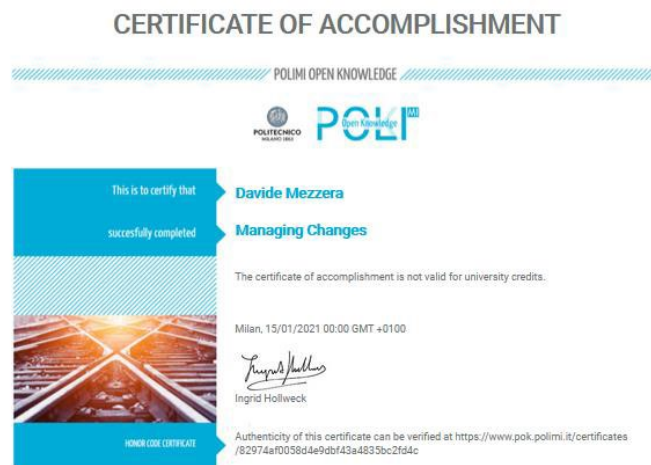 CERTIFICATE OF ACCOMPLISHMENT
POLIMI OPEN KNOWLEDGE
POLITECNICO
MILANO 1863
POLI MI
Open Knowledge
This is to certify that
Davide Mezzera
succesfully completed
Managing Changes
The certificate of accomplishment is not valid for university credits.
Milan, 15/01/2021 00:00 GMT +0100
Ingrid Hollweck
HONOR CODE CERTIFICATE
Authenticity of this certificate can be verified at https://www.pok.polimi.it/certificates
/82974af0058d4e9dbf43a4835bc2fd4c